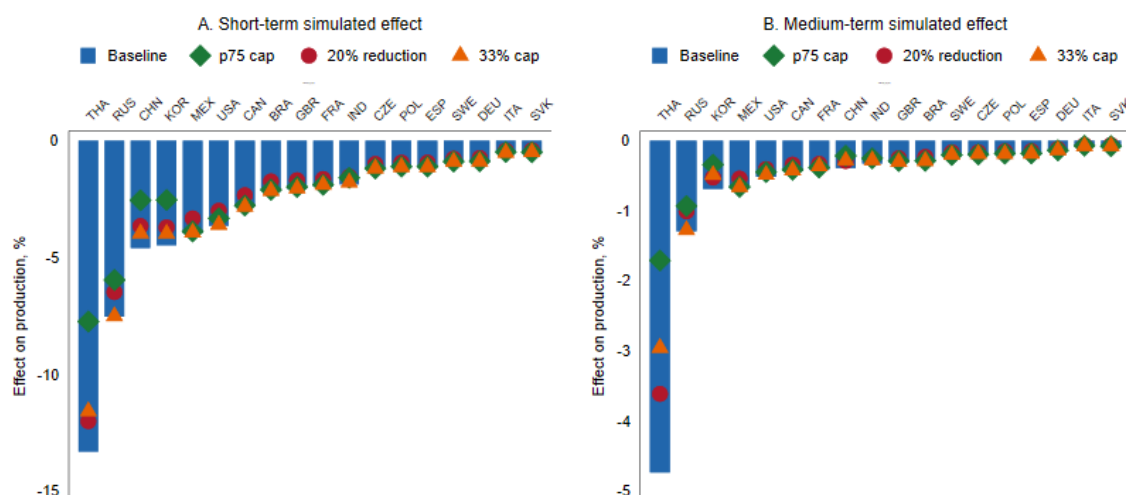 A. Short-term simulated effect
Baseline p75 cap 20% reduction 33% cap
THA RUS CHN KOR MEX USA CAN BRA GBR FRA IND CZE POL ESP SWE DEU ITA SVK
0
-5
-10
-15
Effect on production, %
B. Medium-term simulated effect
Baseline p75 cap 20% reduction 33% cap
THA RUS KOR MEX USA CAN FRA CHN IND GBR BRA SWE CZE POL ESP DEU ITA SVK
0
-1
-2
-3
-4
-5
Effect on production, %